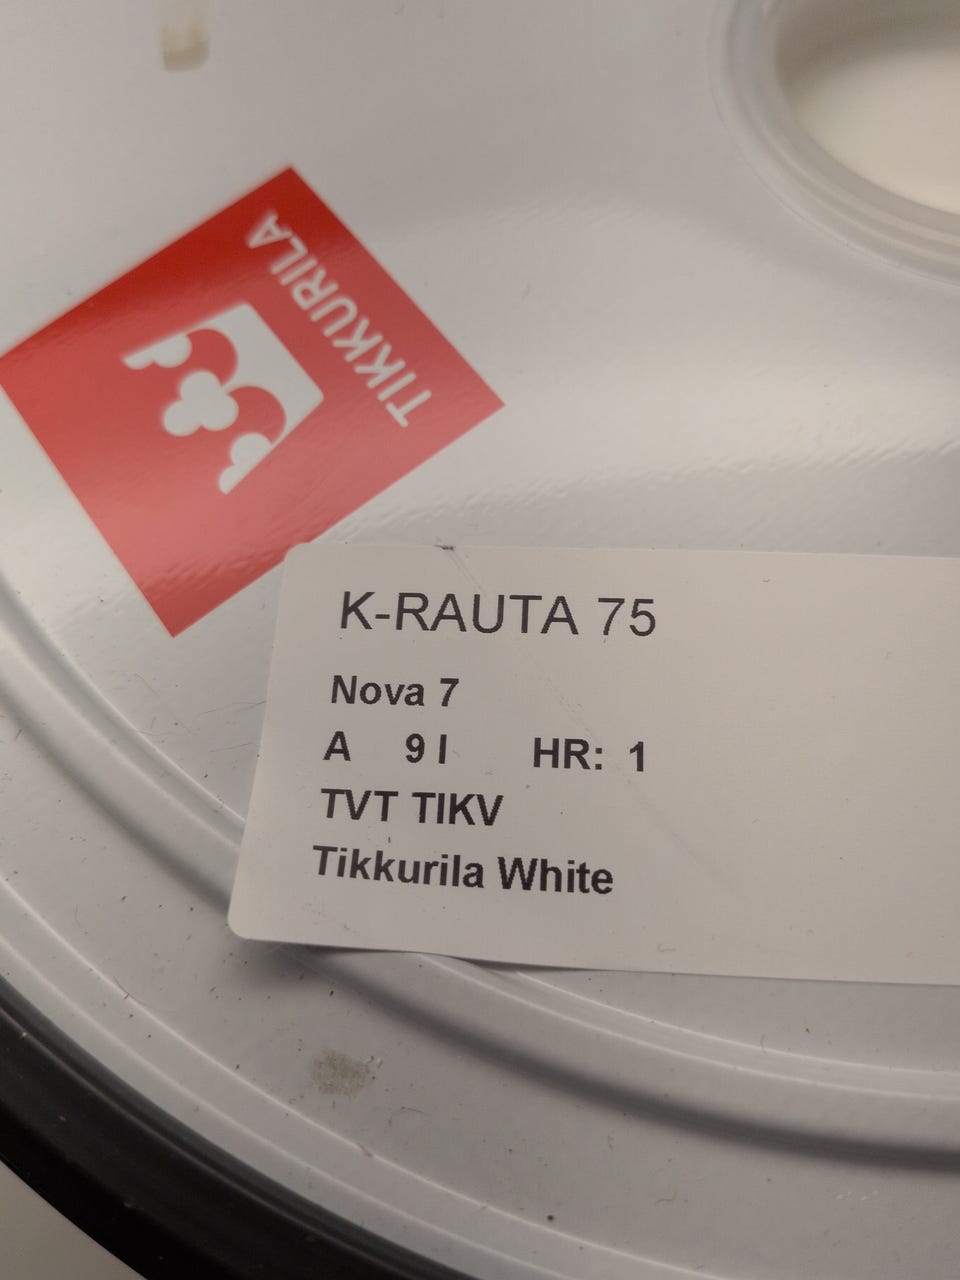 TIKKURILA
K-RAUTA 75
Nova 7
A 9 l HR: 1
TVT TIKV
Tikkurila White